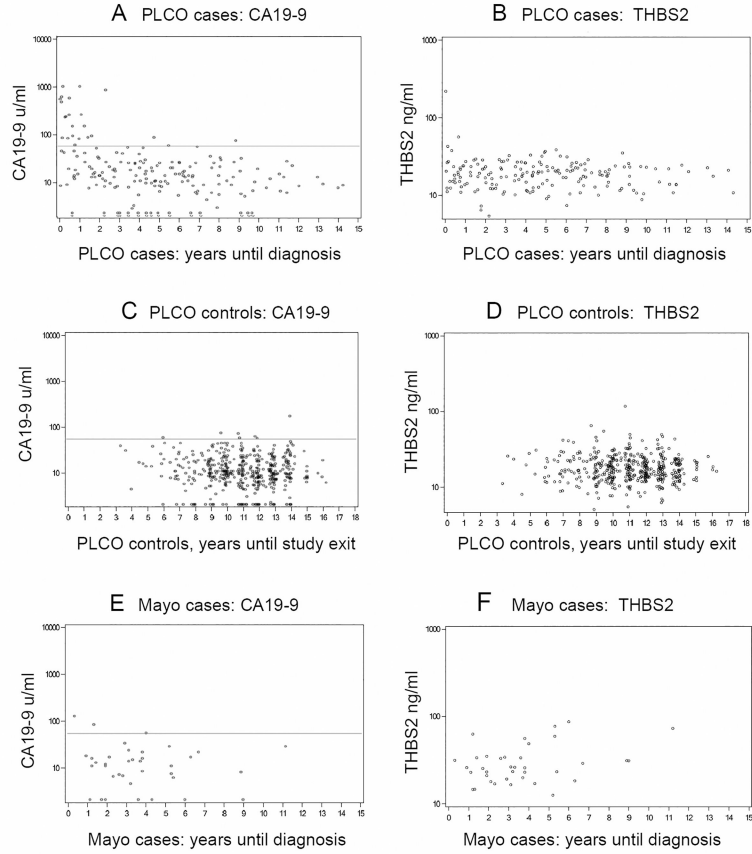 A PLCO cases: CA19-9
CA19-9 u/ml
10000
1000
100
10
0 1 2 3 4 5 6 7 8 9 10 11 12 13 14 15
PLCO cases: years until diagnosis
B PLCO cases: THBS2
THBS2 ng/ml
1000
100
10
0 1 2 3 4 5 6 7 8 9 10 11 12 13 14 15
PLCO cases: years until diagnosis
C PLCO controls: CA19-9
CA19-9 u/ml
10000
1000
100
10
0 1 2 3 4 5 6 7 8 9 10 11 12 13 14 15 16 17 18
PLCO controls, years until study exit
D PLCO controls: THBS2
THBS2 ng/ml
1000
100
10
0 1 2 3 4 5 6 7 8 9 10 11 12 13 14 15 16 17 18
PLCO controls, years until study exit
E Mayo cases: CA19-9
CA19-9 u/ml
10000
1000
100
10
0 1 2 3 4 5 6 7 8 9 10 11 12 13 14 15
Mayo cases: years until diagnosis
F Mayo cases: THBS2
THBS2 ng/ml
1000
100
10
0 1 2 3 4 5 6 7 8 9 10 11 12 13 14 15
Mayo cases: years until diagnosis